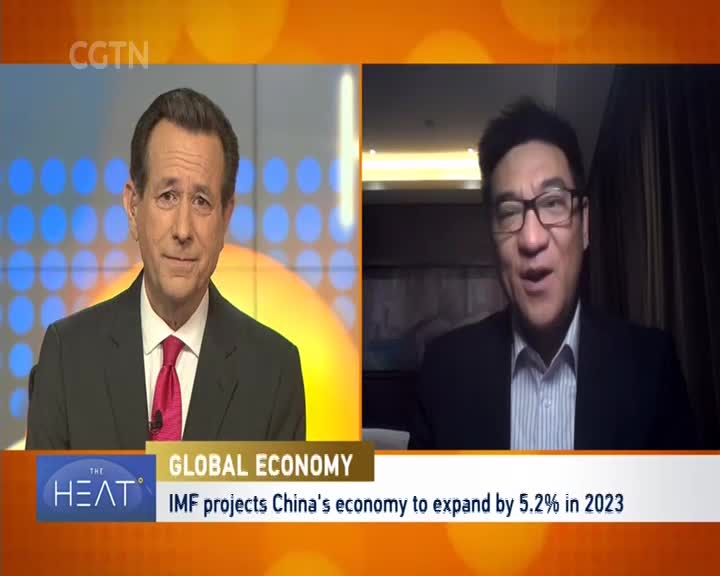 CGTN
GLOBAL ECONOMY
THE
HEAT
IMF projects China's economy to expand by 5.2% in 2023